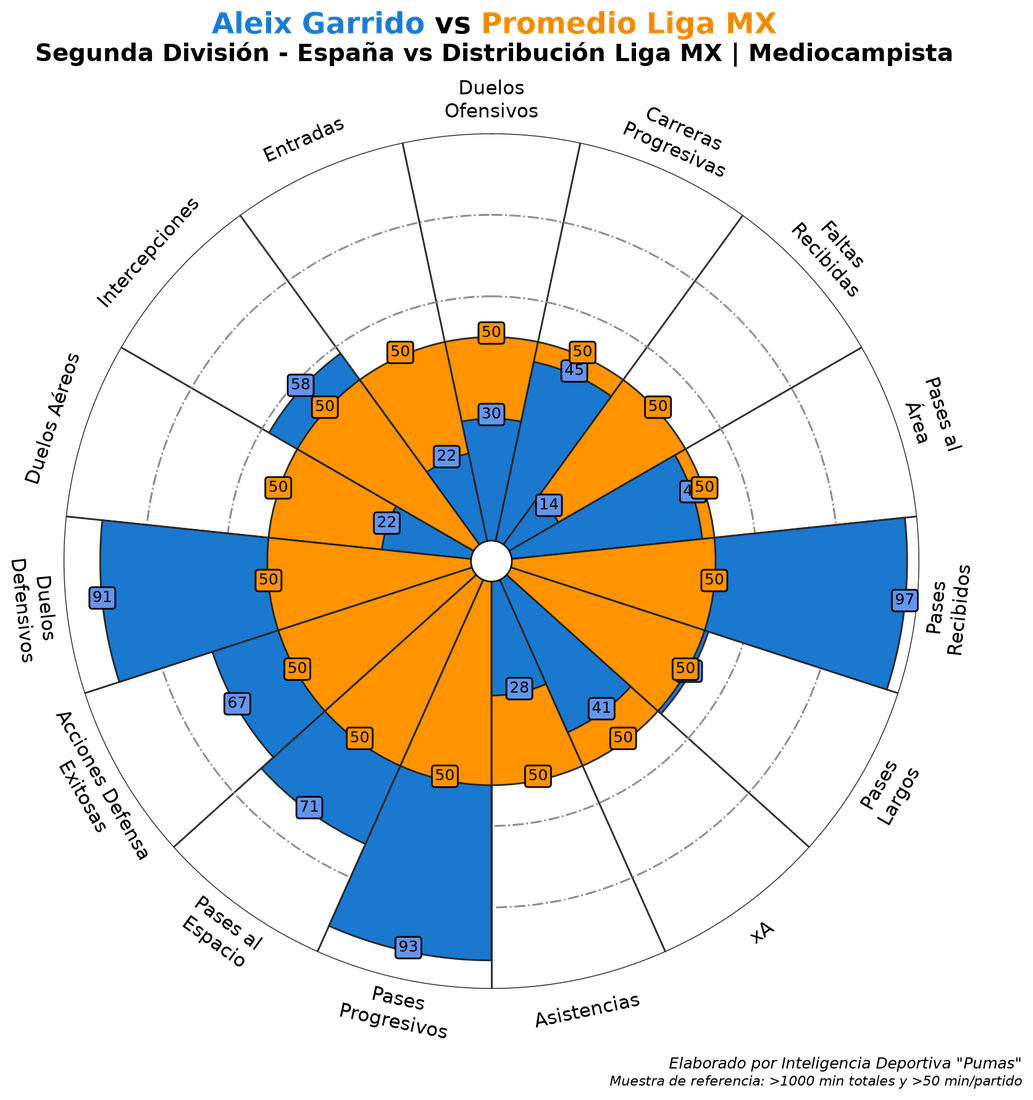 Aleix Garrido vs Promedio Liga MX
Segunda División - España vs Distribución Liga MX | Mediocampista
Duelos
Ofensivos
Carreras
Progresivas
Faltas
Recibidas
Pases al
Área
Pases
Recibidos
Pases
Largos
xA
Asistencias
Pases
Progresivos
Pases al
Espacio
Acciones Defensa
Exitosas
Duelos
Defensivos
Duelos Aéreos
Intercepciones
Entradas
50
30
50
45
50
14
50
50
97
50
50
41
50
28
50
93
50
71
50
67
50
91
50
22
50
58
50
22
Elaborado por Inteligencia Deportiva "Pumas"
Muestra de referencia: >1000 min totales y >50 min/partido